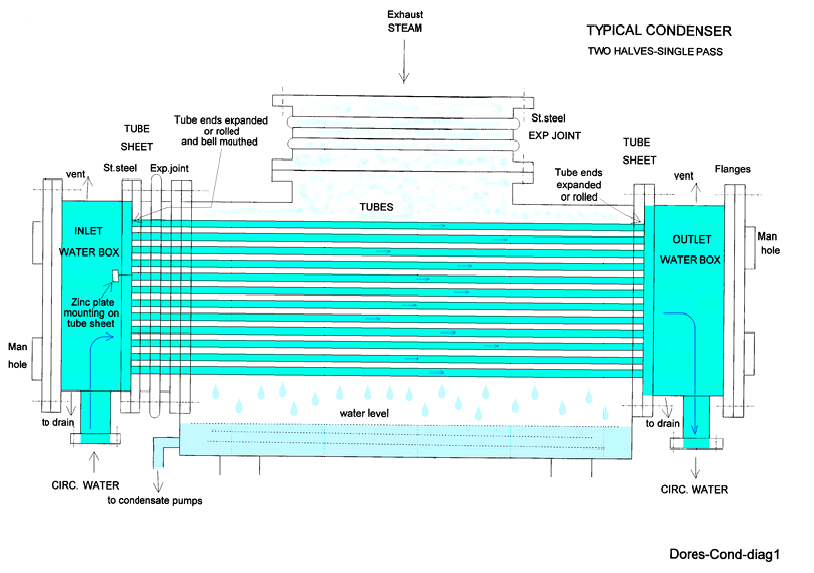 Exhaust
STEAM
TYPICAL CONDENSER
TWO HALVES-SINGLE PASS
TUBE
SHEET
Tube ends expanded
or rolled
and bell mouthed
St.steel
EXP JOINT
TUBE
SHEET
St.steel
Exp.joint
vent
Tube ends
expanded
or rolled
vent
Flanges
TUBES
INLET
WATER BOX
OUTLET
WATER BOX
Man
hole
Zinc plate
mounting on
tube sheet
Man
hole
water level
to drain
to drain
CIRC. WATER
to condensate pumps
CIRC. WATER
Dores-Cond-diag1